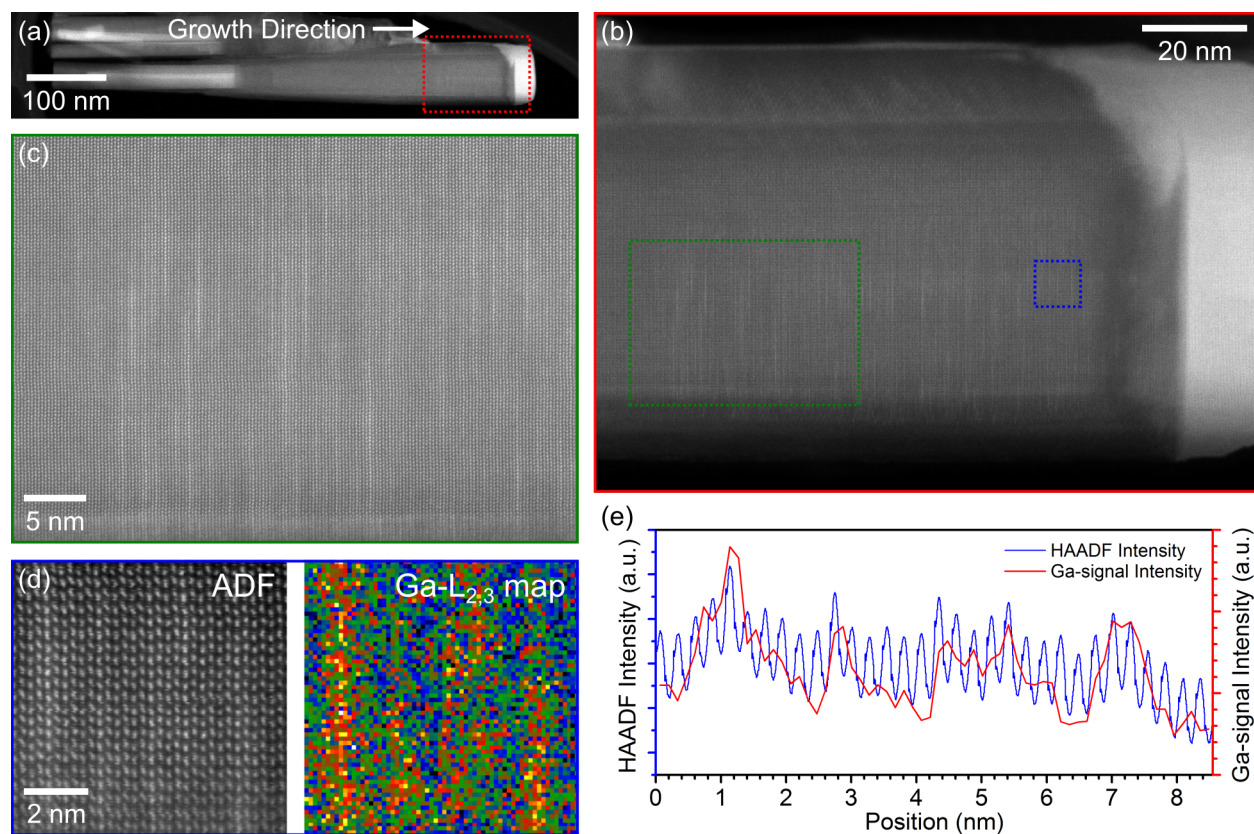 (a)
Growth Direction
100 nm
(b)
20 nm
(c)
5 nm
(d)
ADF
Ga-L2,3 map
2 nm
(e)
HAADF Intensity (a.u.)
HAADF Intensity
Ga-signal Intensity
Ga-signal Intensity (a.u.)
0 1 2 3 4 5 6 7 8
Position (nm)